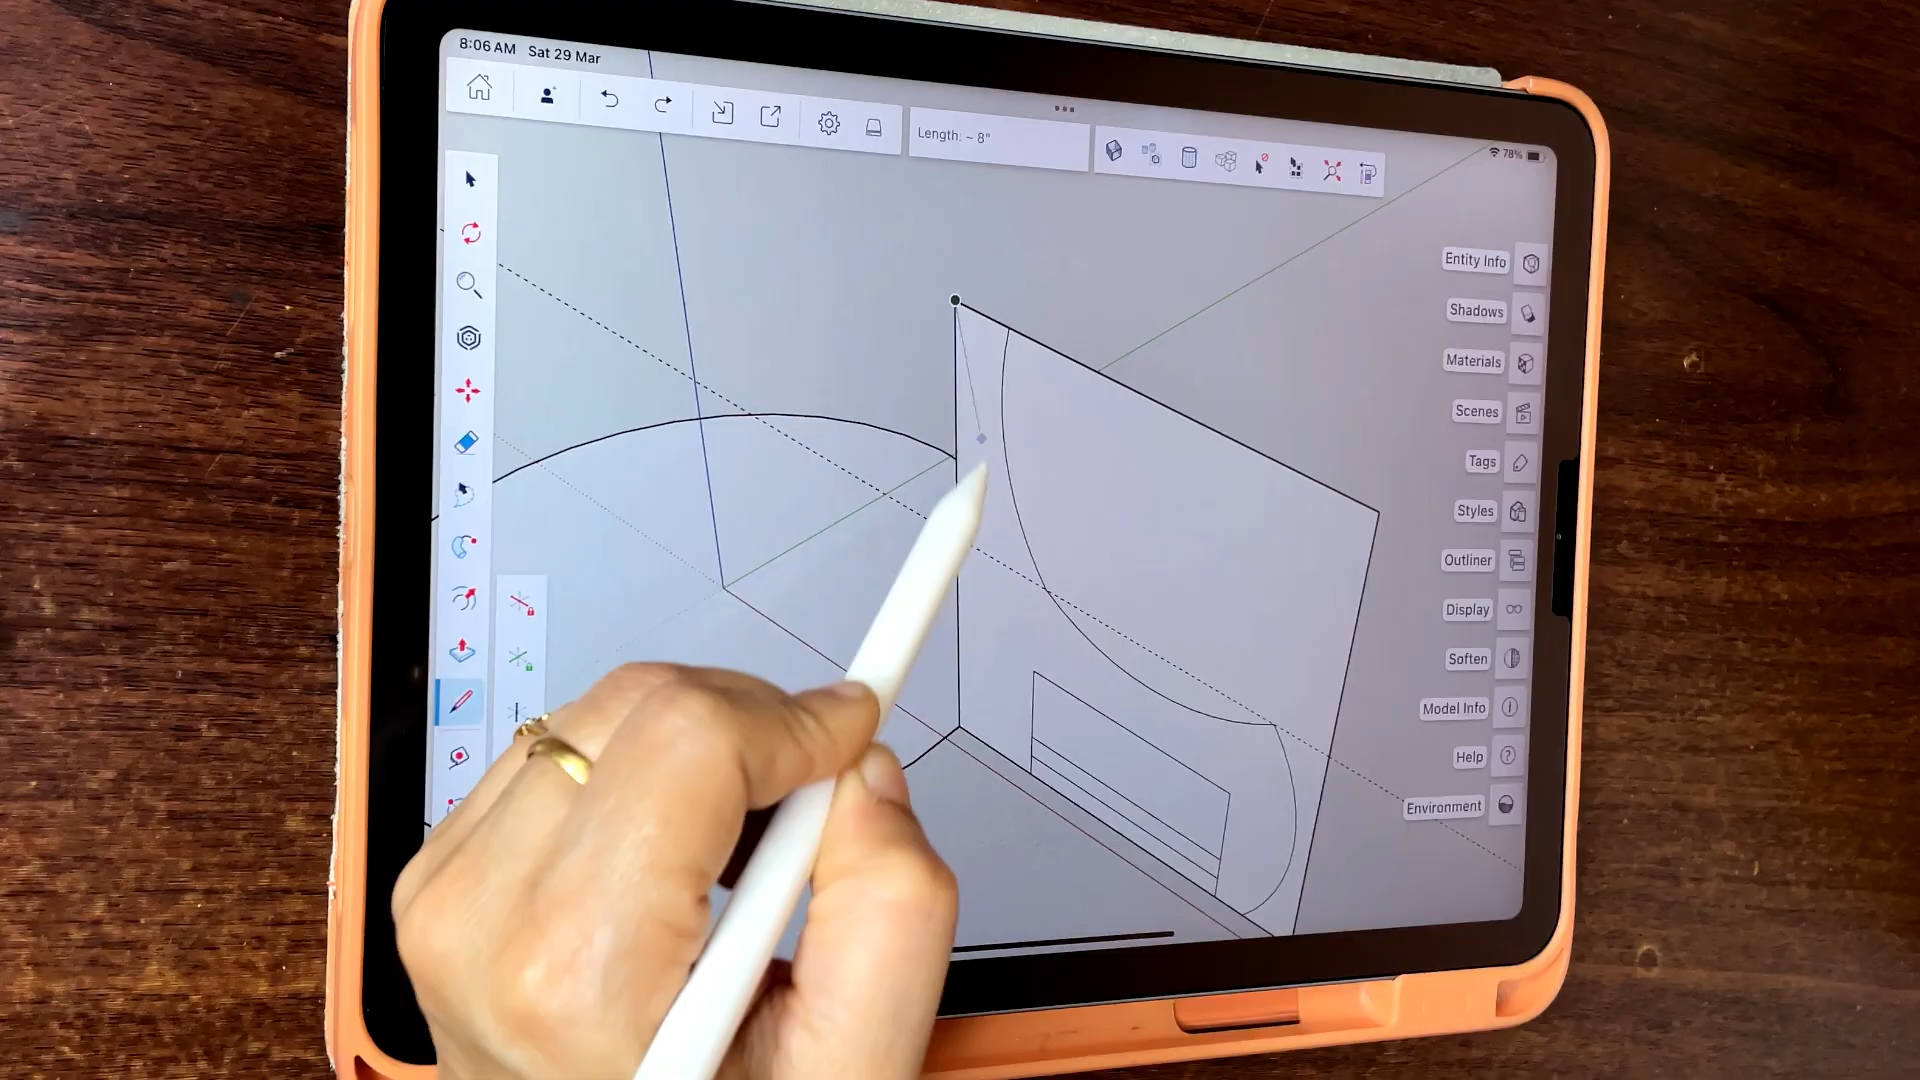 8:06 AM Sat 29 Mar
78%
Length: ~ 8"
Entity Info
Shadows
Materials
Scenes
Tags
Styles
Outliner
Display
Soften
Model Info
Help
Environment